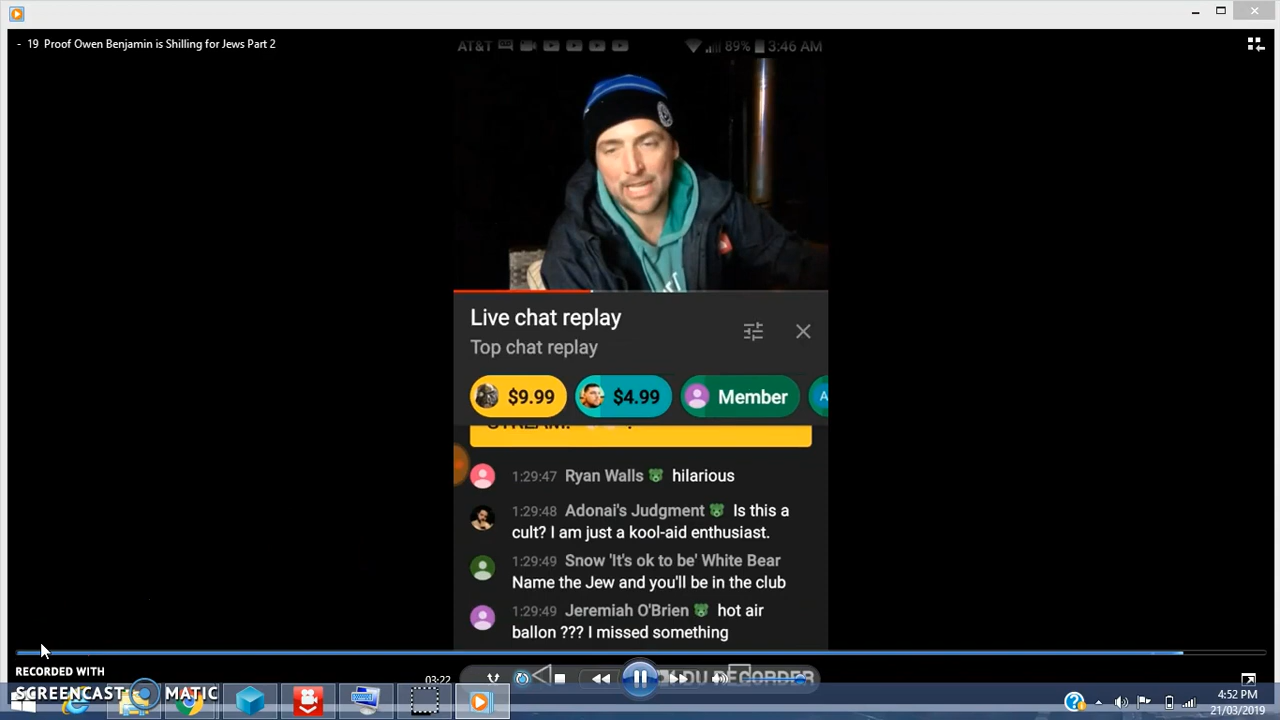 - 19 Proof Owen Benjamin is Shilling for Jews Part 2
AT&T 89% 3:46 AM
Live chat replay
Top chat replay
$9.99 $4.99 Member A
STREAM!
1:29:47 Ryan Walls hilarious
1:29:48 Adonai's Judgment Is this a
cult? I am just a kool-aid enthusiast.
1:29:49 Snow 'It's ok to be' White Bear
Name the Jew and you'll be in the club
1:29:49 Jeremiah O'Brien hot air
ballon ??? I missed something
RECORDED WITH
SCREENCAST MATIC
03:22
DU RECORDER
4:52 PM
21/03/2019